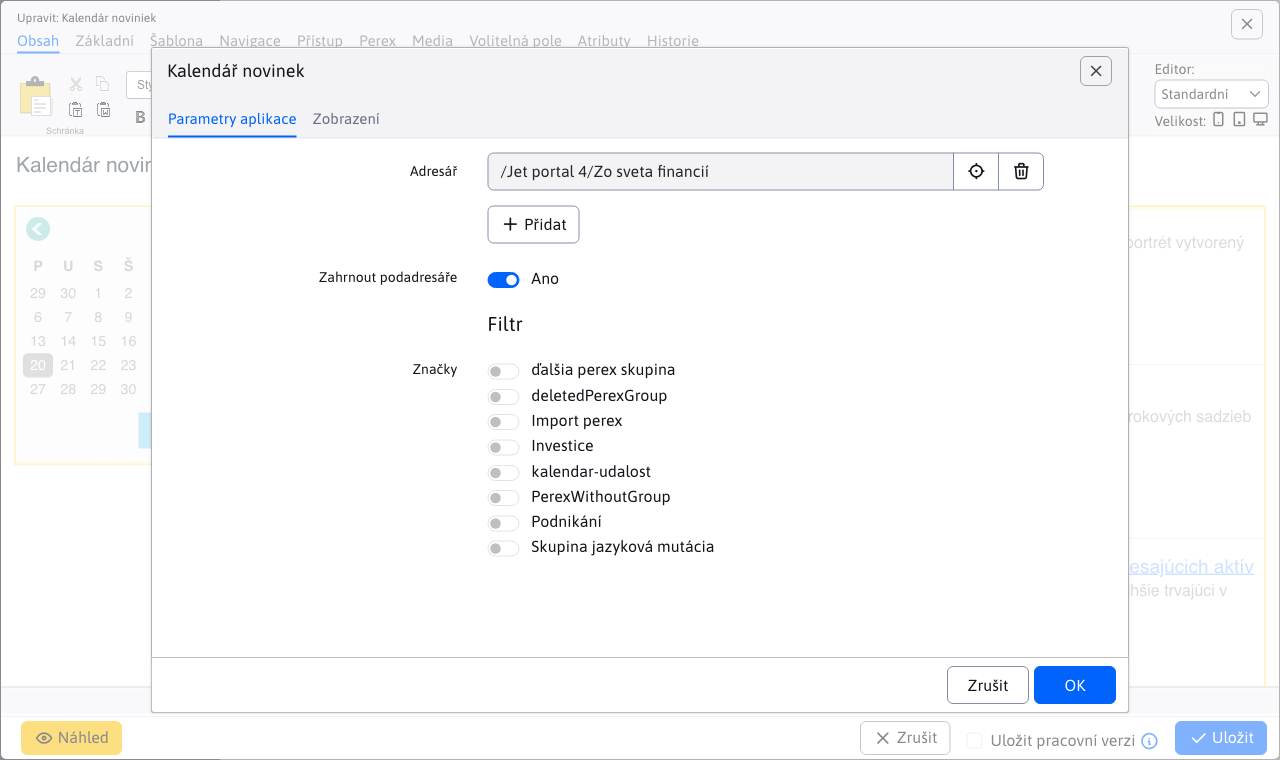 Upravit: Kalendár noviniek
Obsah Základní Šablona Navigace Přístup Perex Media Volitelná pole Atributy Historie
Kalendář novinek
Parametry aplikace Zobrazení
Editor:
Standardní
Velikost:
Sty
B
Schránka
Kalendár novin
P U S Š
29 30 1 2
6 7 8 9
13 14 15 16
20 21 22 23
27 28 29 30
Adresář /Jet portal 4/Zo sveta financií
Přidat
Zahrnout podadresáře Ano
Filtr
Značky ďalšia perex skupina
deletedPerexGroup
Import perex
Investice
kalendar-udalost
PerexWithoutGroup
Podnikání
Skupina jazyková mutácia
ortrét vytvorený
rokových sadzieb
esajúcich aktív
hšie trvajúci v
Zrušit OK
Náhled Zrušit Uložit pracovní verzi Uložit